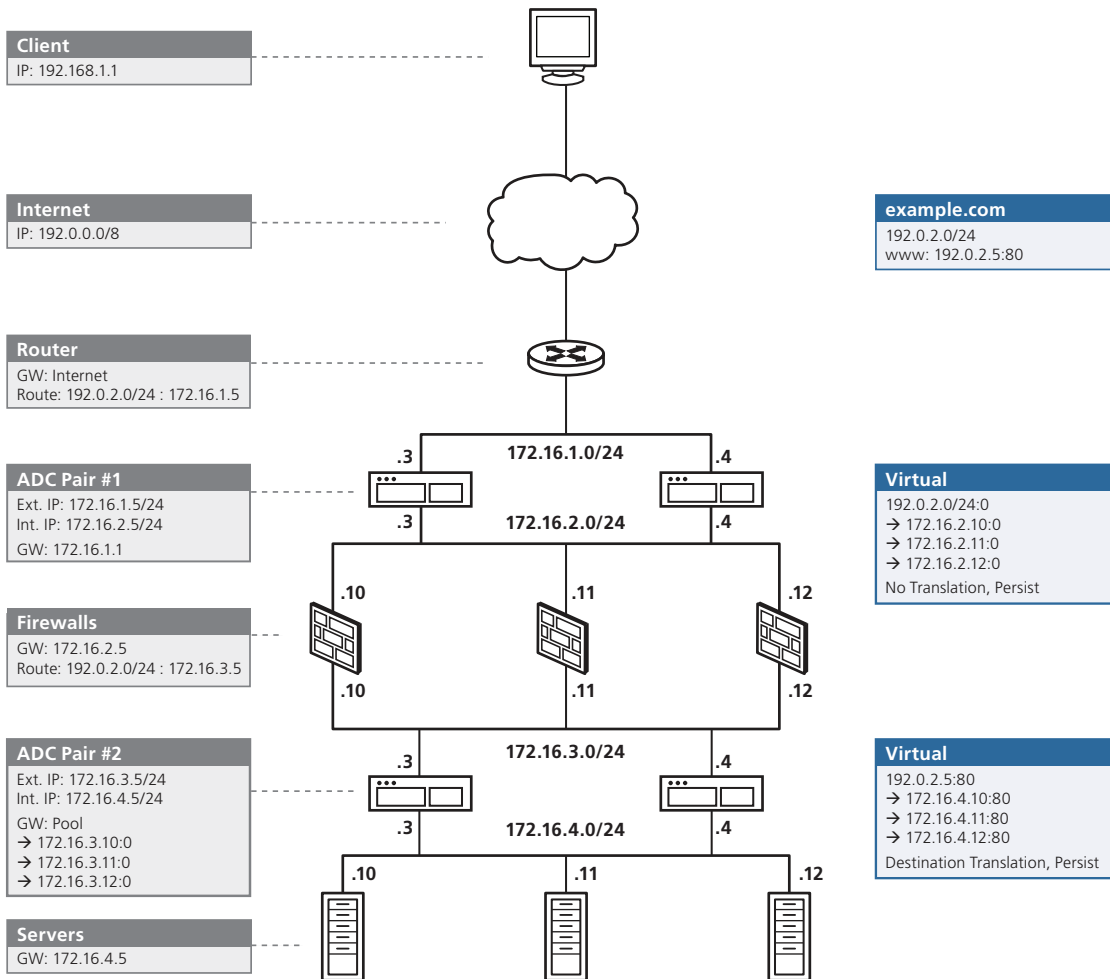 Client
IP: 192.168.1.1
Internet
IP: 192.0.0.0/8
example.com
192.0.2.0/24
www: 192.0.2.5:80
Router
GW: Internet
Route: 192.0.2.0/24 : 172.16.1.5
172.16.1.0/24
.3
.4
ADC Pair #1
Ext. IP: 172.16.1.5/24
Int. IP: 172.16.2.5/24
GW: 172.16.1.1
.3
172.16.2.0/24
.4
Virtual
192.0.2.0/24:0
→ 172.16.2.10:0
→ 172.16.2.11:0
→ 172.16.2.12:0
No Translation, Persist
.10
.11
.12
Firewalls
GW: 172.16.2.5
Route: 192.0.2.0/24 : 172.16.3.5
.10
.11
.12
ADC Pair #2
Ext. IP: 172.16.3.5/24
Int. IP: 172.16.4.5/24
GW: Pool
→ 172.16.3.10:0
→ 172.16.3.11:0
→ 172.16.3.12:0
172.16.3.0/24
.3
.4
.3
172.16.4.0/24
.4
Virtual
192.0.2.5:80
→ 172.16.4.10:80
→ 172.16.4.11:80
→ 172.16.4.12:80
Destination Translation, Persist
.10
.11
.12
Servers
GW: 172.16.4.5